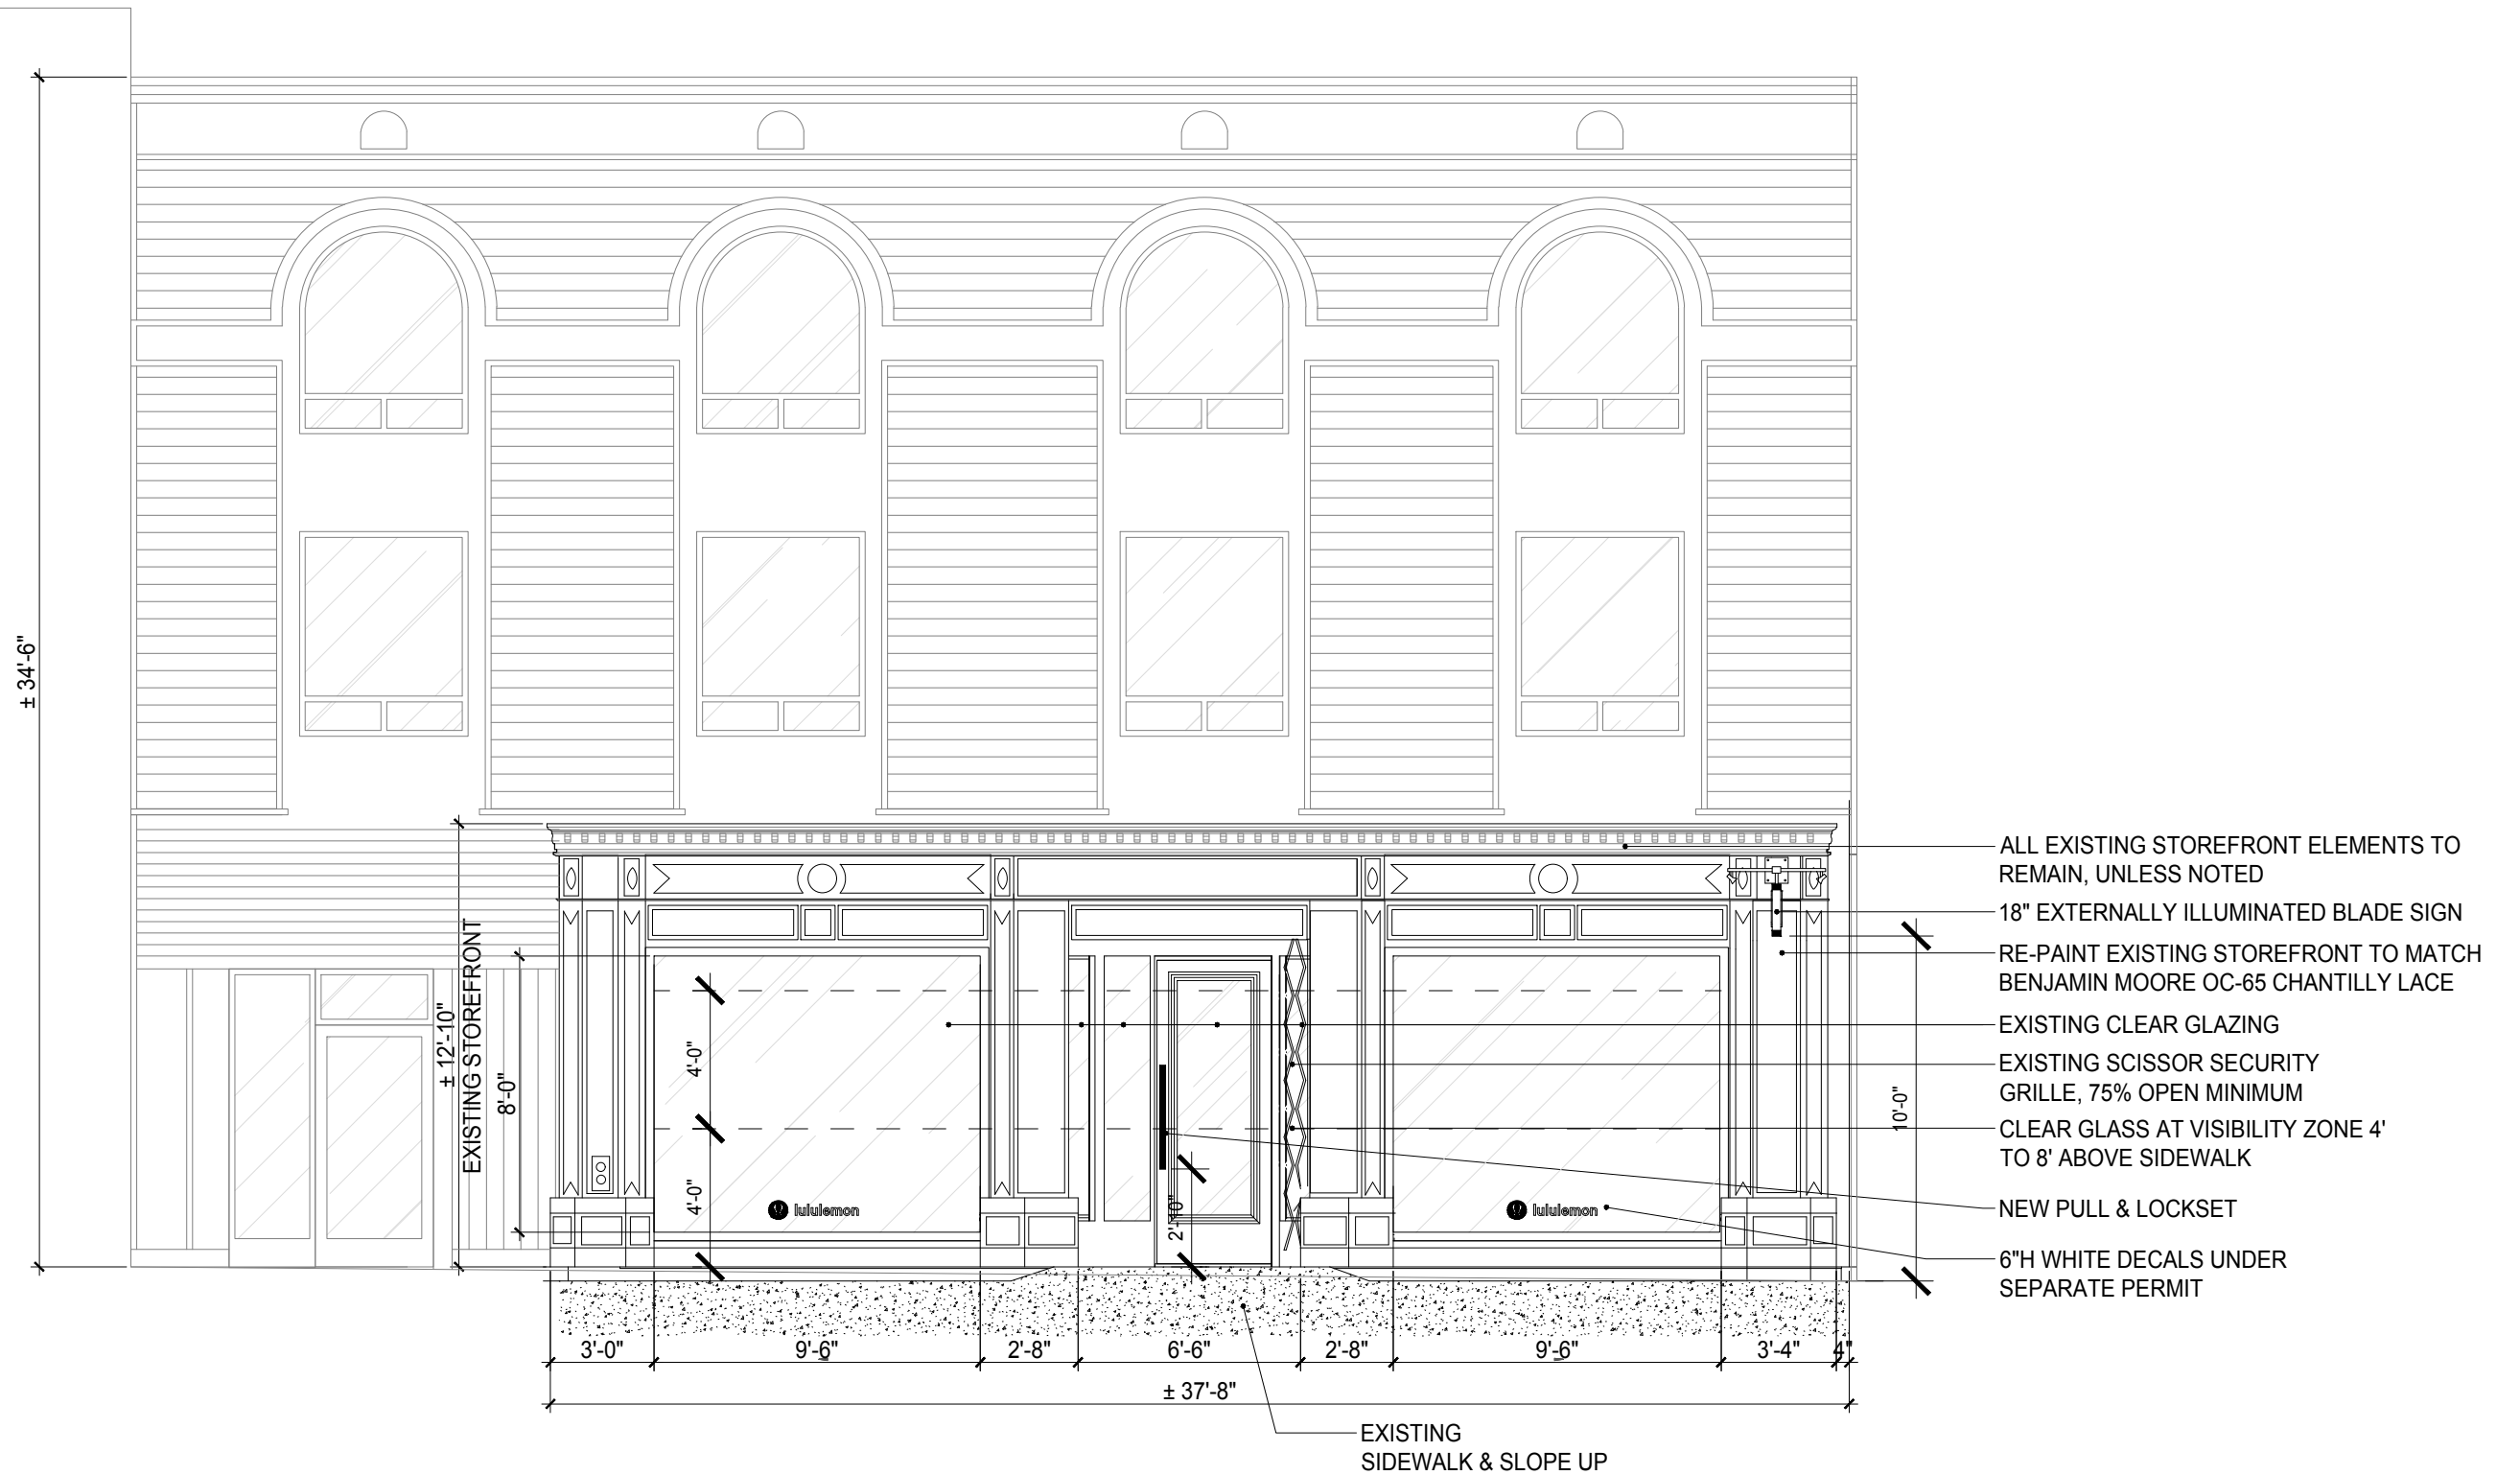 ± 34'-6"
± 12'-10"
EXISTING STOREFRONT
8'-0"
4'-0"
4'-0"
2'-10"
10'-0"
lululemon
lululemon
ALL EXISTING STOREFRONT ELEMENTS TO
REMAIN, UNLESS NOTED
18" EXTERNALLY ILLUMINATED BLADE SIGN
RE-PAINT EXISTING STOREFRONT TO MATCH
BENJAMIN MOORE OC-65 CHANTILLY LACE
EXISTING CLEAR GLAZING
EXISTING SCISSOR SECURITY
GRILLE, 75% OPEN MINIMUM
CLEAR GLASS AT VISIBILITY ZONE 4'
TO 8' ABOVE SIDEWALK
NEW PULL & LOCKSET
6"H WHITE DECALS UNDER
SEPARATE PERMIT
3'-0" 9'-6" 2'-8" 6'-6" 2'-8" 9'-6" 3'-4" 4"
± 37'-8"
EXISTING
SIDEWALK & SLOPE UP